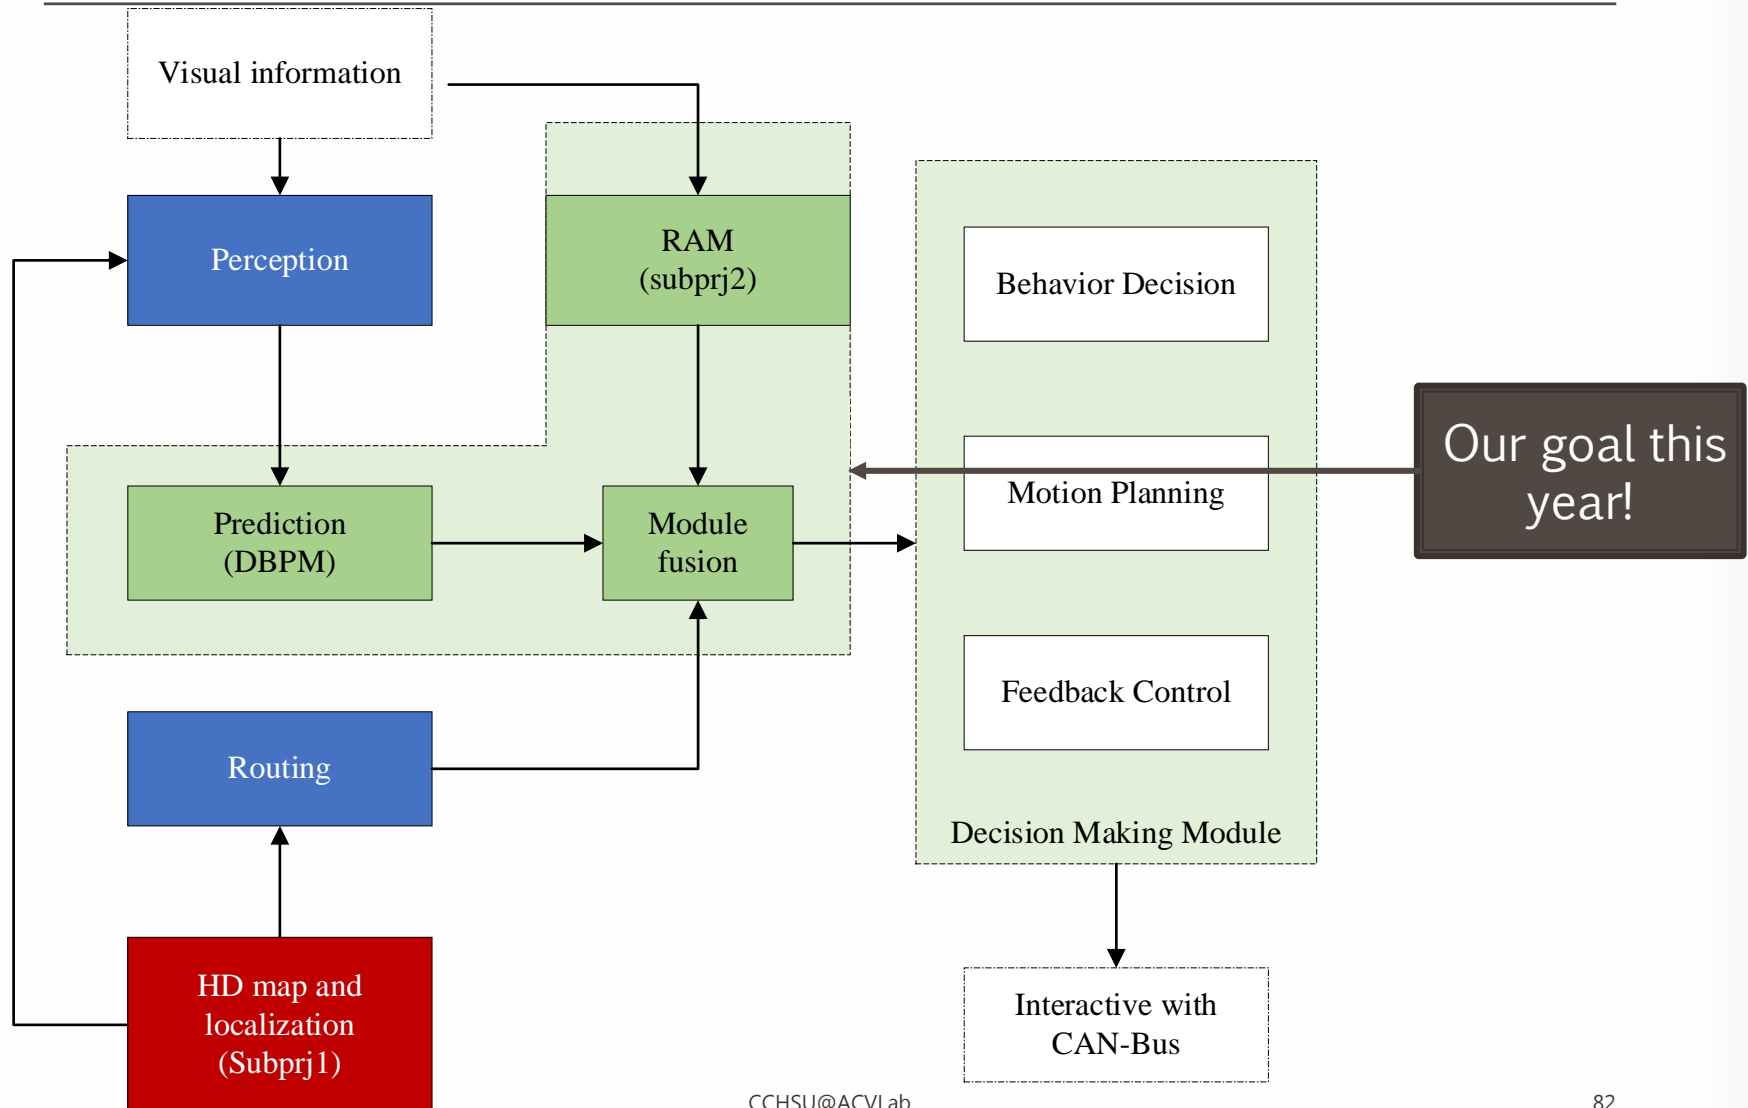 Visual information
Perception
RAM
(subprj2)
Behavior Decision
Our goal this
year!
Motion Planning
Prediction
(DBPM)
Module
fusion
Feedback Control
Routing
Decision Making Module
HD map and
localization
(Subprj1)
Interactive with
CAN-Bus
CCHSU@ACVLab
82